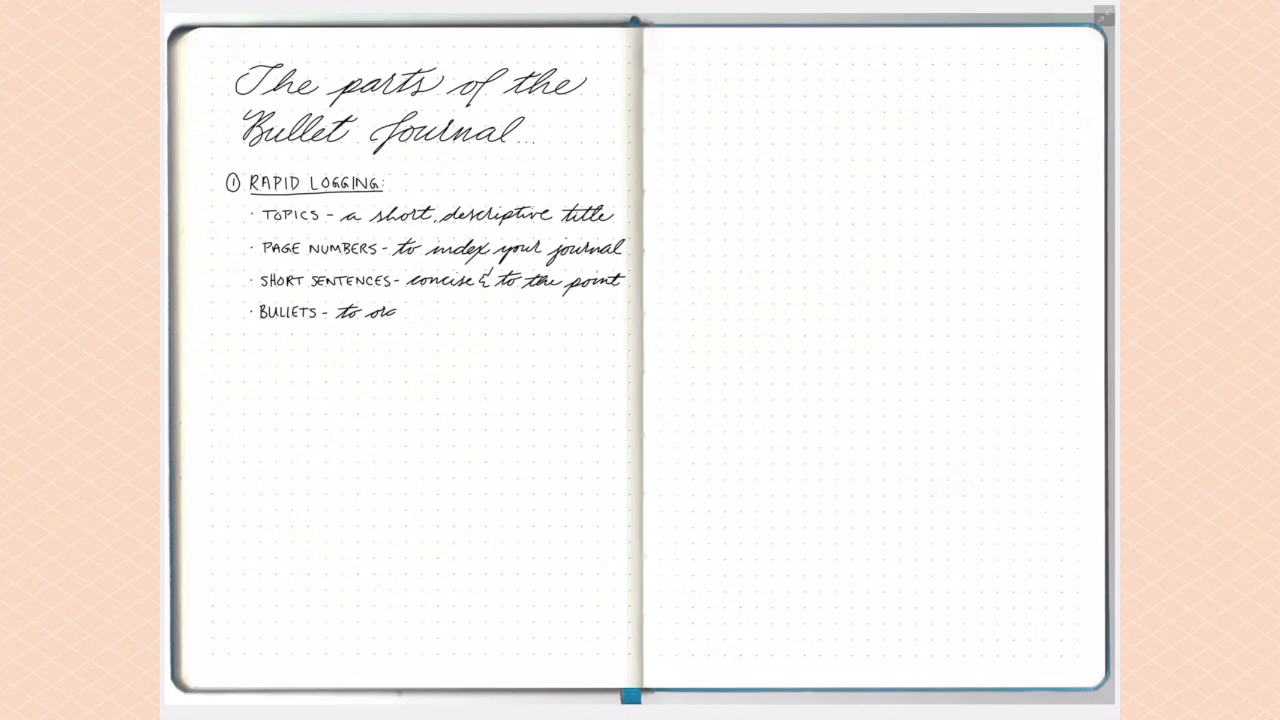 The parts of the
Bullet Journal...
① RAPID LOGGING:
· TOPICS - a short, descriptive title
· PAGE NUMBERS - to index your journal
· SHORT SENTENCES - concise & to the point
· BULLETS - to